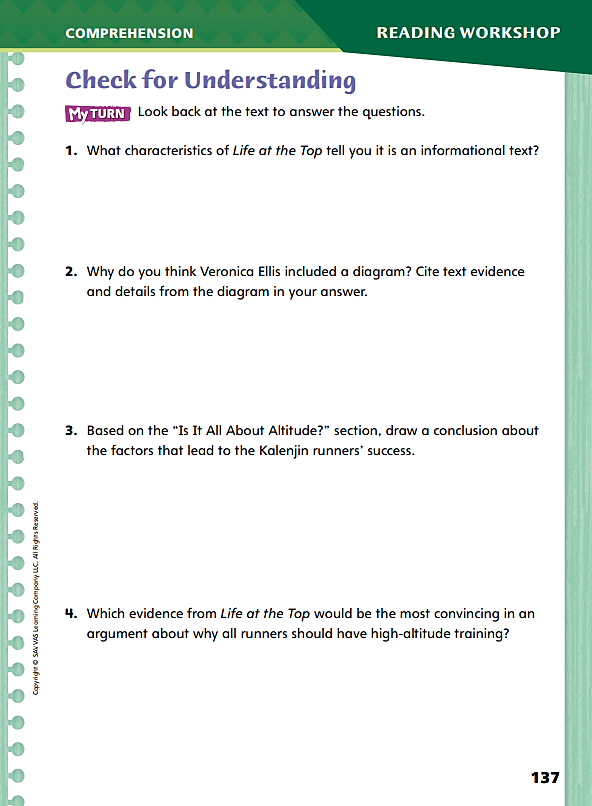 COMPREHENSION
READING WORKSHOP
Check for Understanding
My TURN Look back at the text to answer the questions.
1. What characteristics of Life at the Top tell you it is an informational text?
2. Why do you think Veronica Ellis included a diagram? Cite text evidence
and details from the diagram in your answer.
3. Based on the “Is It All About Altitude?” section, draw a conclusion about
the factors that lead to the Kalenjin runners’ success.
4. Which evidence from Life at the Top would be the most convincing in an
argument about why all runners should have high-altitude training?
Copyright © SAVVAS Learning Company LLC. All Rights Reserved.
137